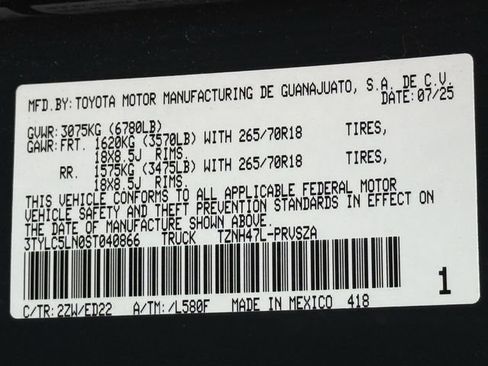 MFD.BY:TOYOTA MOTOR MANUFACTURING DE GUANAJUATO, S.A. DE C.V.
DATE: 07/25
GVWR: 3075KG (6780LB)
GAWR: FRT. 1620KG (3570LB) WITH 265/70R18 TIRES,
18X8.5J RIMS.
RR. 1575KG (3475LB) WITH 265/70R18 TIRES,
18X8.5J RIMS.
THIS VEHICLE CONFORMS TO ALL APPLICABLE FEDERAL MOTOR
VEHICLE SAFETY AND THEFT PREVENTION STANDARDS IN EFFECT ON
THE DATE OF MANUFACTURE SHOWN ABOVE.
3TYLC5LN0ST040866 TRUCK TZNH47L-PRVSZA
1
C/TR:2ZW/ED22 A/TM:/L580F MADE IN MEXICO 418